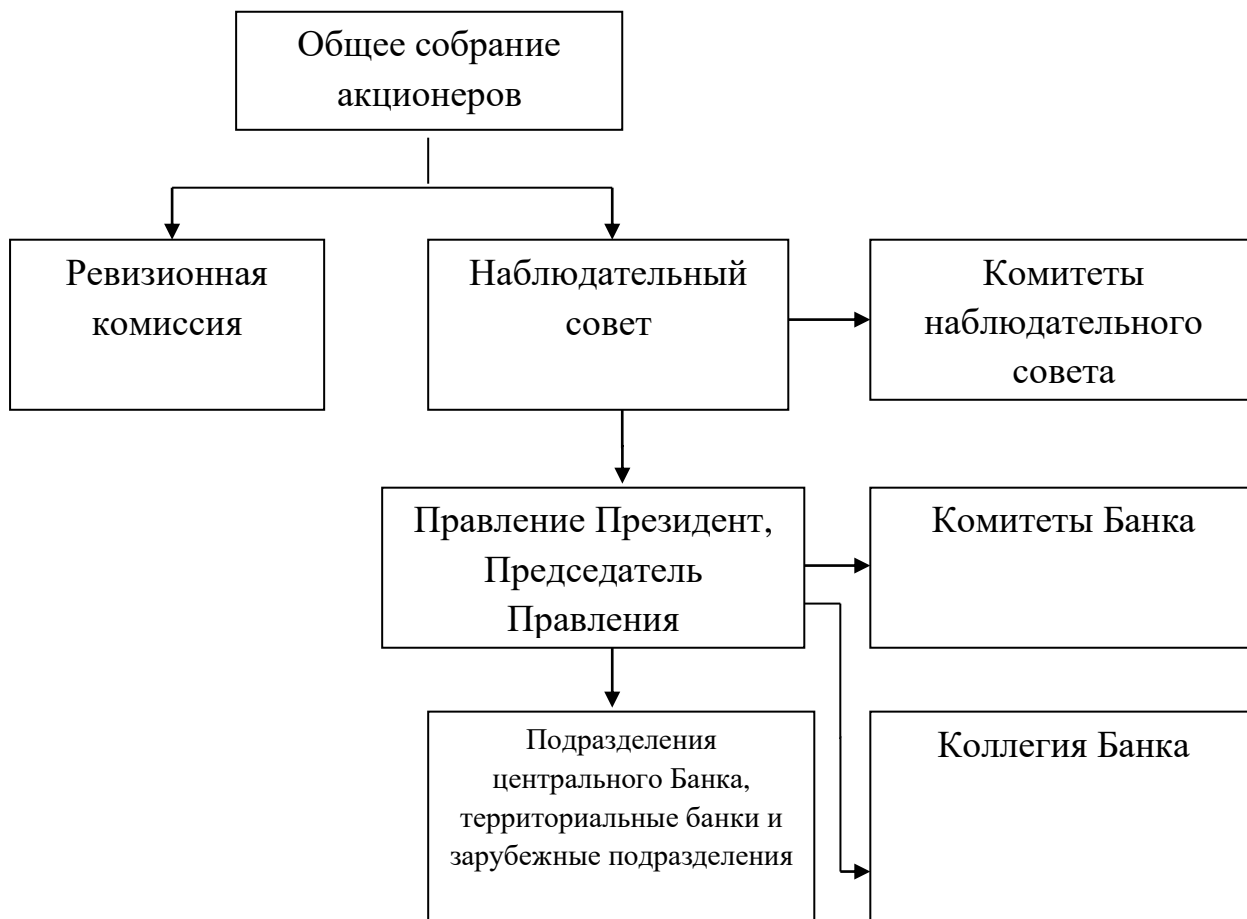 Общее собрание
акционеров
Ревизионная
комиссия
Наблюдательный
совет
Комитеты
наблюдательного
совета
Правление Президент,
Председатель
Правления
Комитеты Банка
Подразделения
центрального Банка,
территориальные банки и
зарубежные подразделения
Коллегия Банка